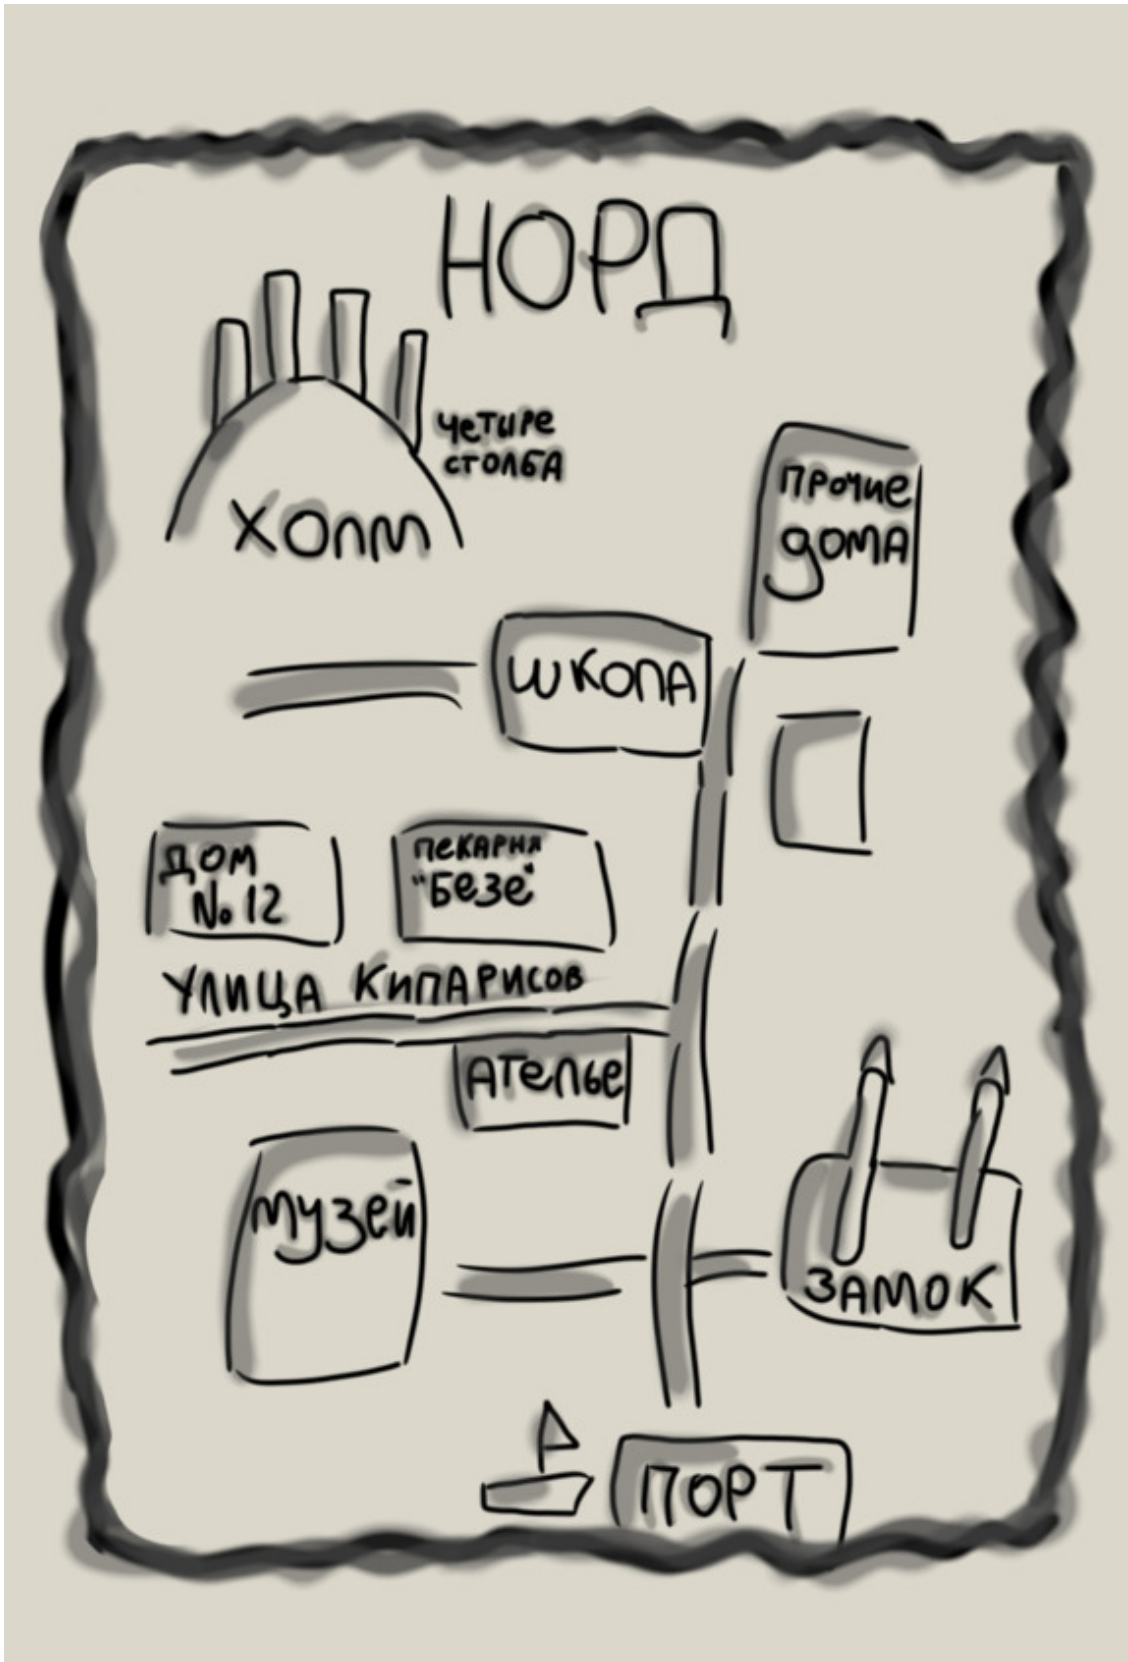 НОРД
ЧЕТЫРЕ
СТОЛБА
ХОЛМ
ПРОЧИЕ
ДОМА
ШКОЛА
ДОМ
№12
ПЕКАРНЯ
"БЕЗЕ"
УЛИЦА КИПАРИСОВ
АТЕЛЬЕ
МУЗЕЙ
ЗАМОК
ПОРТ